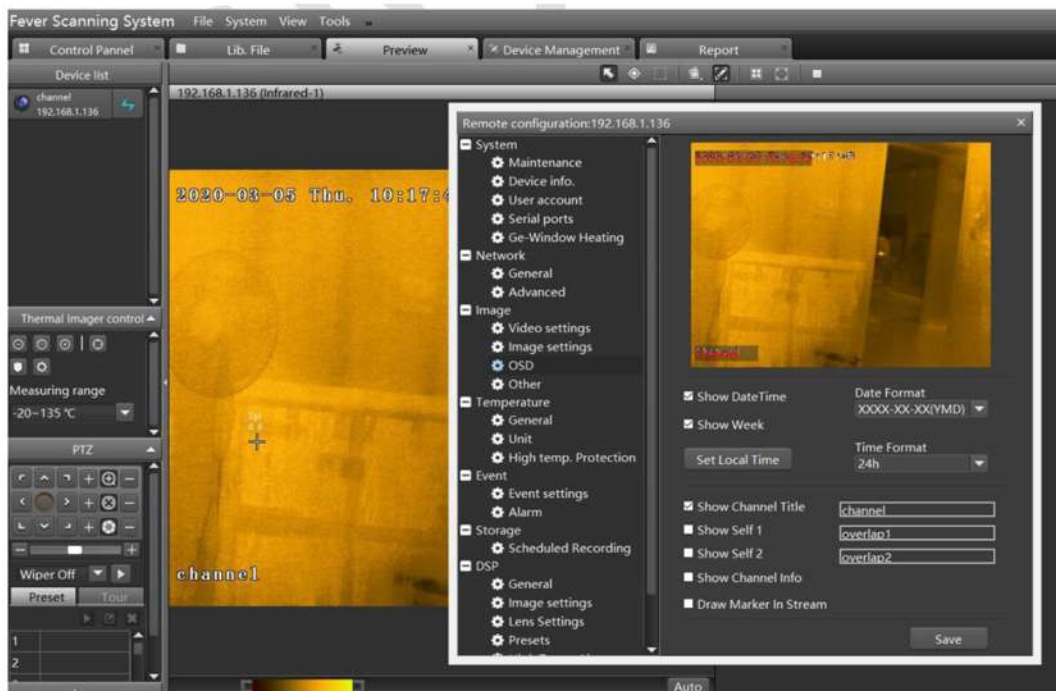 Fever Scanning System File System View Tools
Control Pannel Lib. File Preview Device Management Report
Device list
channel
192.168.1.136
192.168.1.136 (Infrared-1)
2020-03-05 Thu. 10:17:4
channel
Thermal Imager control
Measuring range
-20~135 ℃
PTZ
Wiper Off
Preset Tour
1
2
Auto
Remote configuration:192.168.1.136
System
Maintenance
Device info.
User account
Serial ports
Ge-Window Heating
Network
General
Advanced
Image
Video settings
Image settings
OSD
Other
Temperature
General
Unit
High temp. Protection
Event
Event settings
Alarm
Storage
Scheduled Recording
DSP
General
Image settings
Lens Settings
Presets
channel
Show DateTime
Date Format
XXXX-XX-XX(YMD)
Show Week
Set Local Time
Time Format
24h
Show Channel Title channel
Show Self 1 overlap1
Show Self 2 overlap2
Show Channel Info
Draw Marker In Stream
Save